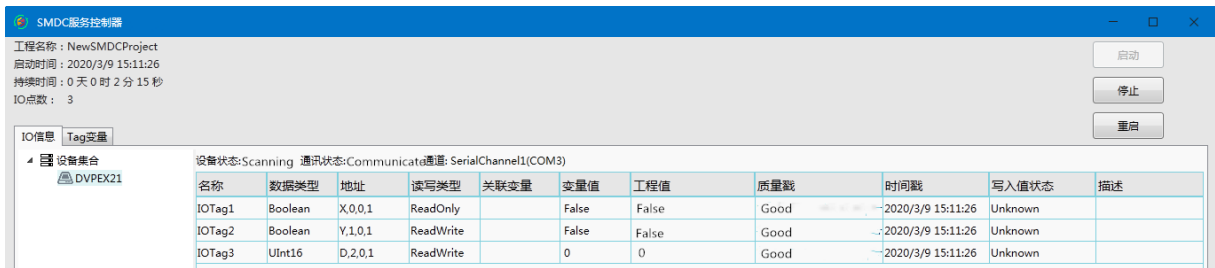 SMDC服务控制器
工程名称：NewSMDCProject
启动时间：2020/3/9 15:11:26
持续时间：0 天 0 时 2 分 15 秒
IO点数： 3
启动
停止
重启
IO信息 Tag变量
设备集合
DVPEX21
设备状态:Scanning 通讯状态:Communicate通道: SerialChannel1(COM3)
名称 数据类型 地址 读写类型 关联变量 变量值 工程值 质量戳 时间戳 写入值状态 描述
IOTag1 Boolean X,0,0,1 ReadOnly False False Good 2020/3/9 15:11:26 Unknown
IOTag2 Boolean Y,1,0,1 ReadWrite False False Good 2020/3/9 15:11:26 Unknown
IOTag3 UInt16 D,2,0,1 ReadWrite 0 0 Good 2020/3/9 15:11:26 Unknown